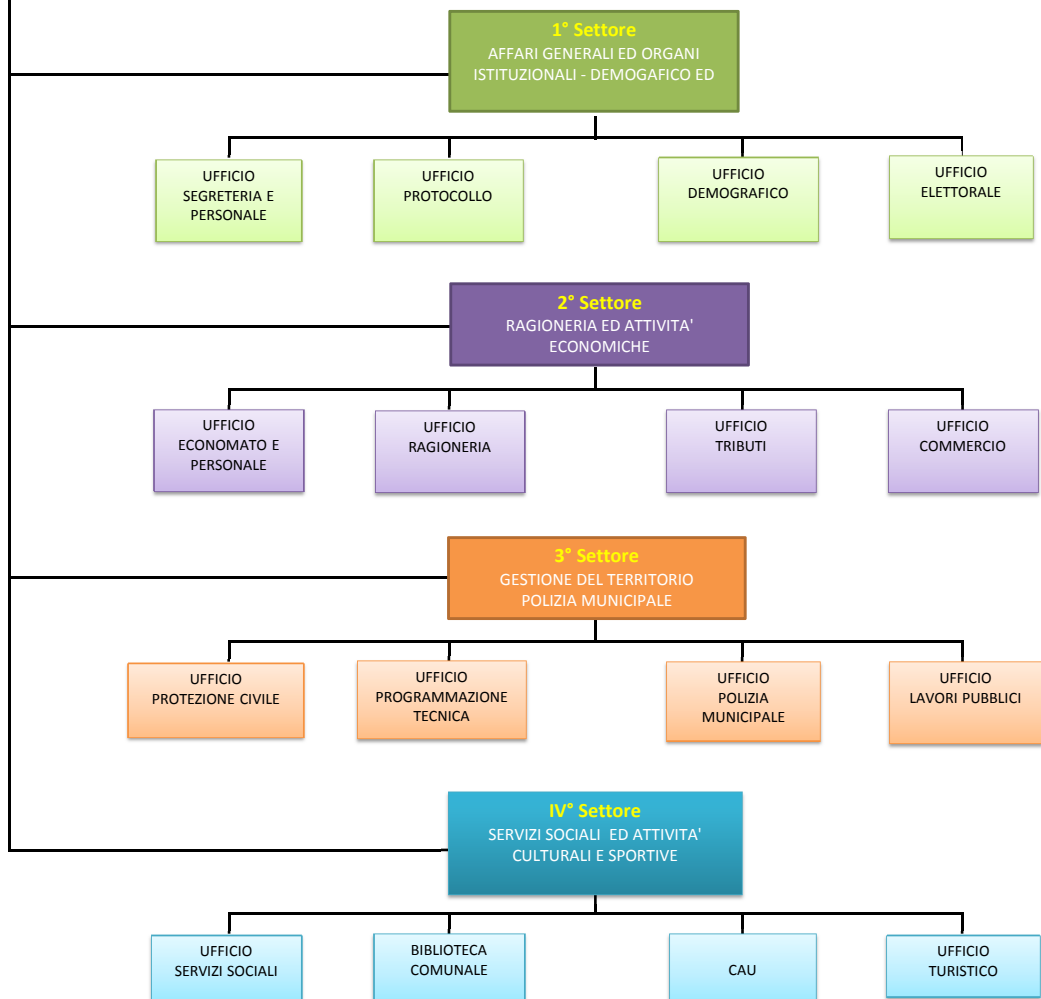 1° Settore
AFFARI GENERALI ED ORGANI
ISTITUZIONALI - DEMOGAFICO ED
UFFICIO
SEGRETERIA E
PERSONALE
UFFICIO
PROTOCOLLO
UFFICIO
DEMOGRAFICO
UFFICIO
ELETTORALE
2° Settore
RAGIONERIA ED ATTIVITA'
ECONOMICHE
UFFICIO
ECONOMATO E
PERSONALE
UFFICIO
RAGIONERIA
UFFICIO
TRIBUTI
UFFICIO
COMMERCIO
3° Settore
GESTIONE DEL TERRITORIO
POLIZIA MUNICIPALE
UFFICIO
PROTEZIONE CIVILE
UFFICIO
PROGRAMMAZIONE
TECNICA
UFFICIO
POLIZIA
MUNICIPALE
UFFICIO
LAVORI PUBBLICI
IV° Settore
SERVIZI SOCIALI ED ATTIVITA'
CULTURALI E SPORTIVE
UFFICIO
SERVIZI SOCIALI
BIBLIOTECA
COMUNALE
CAU
UFFICIO
TURISTICO